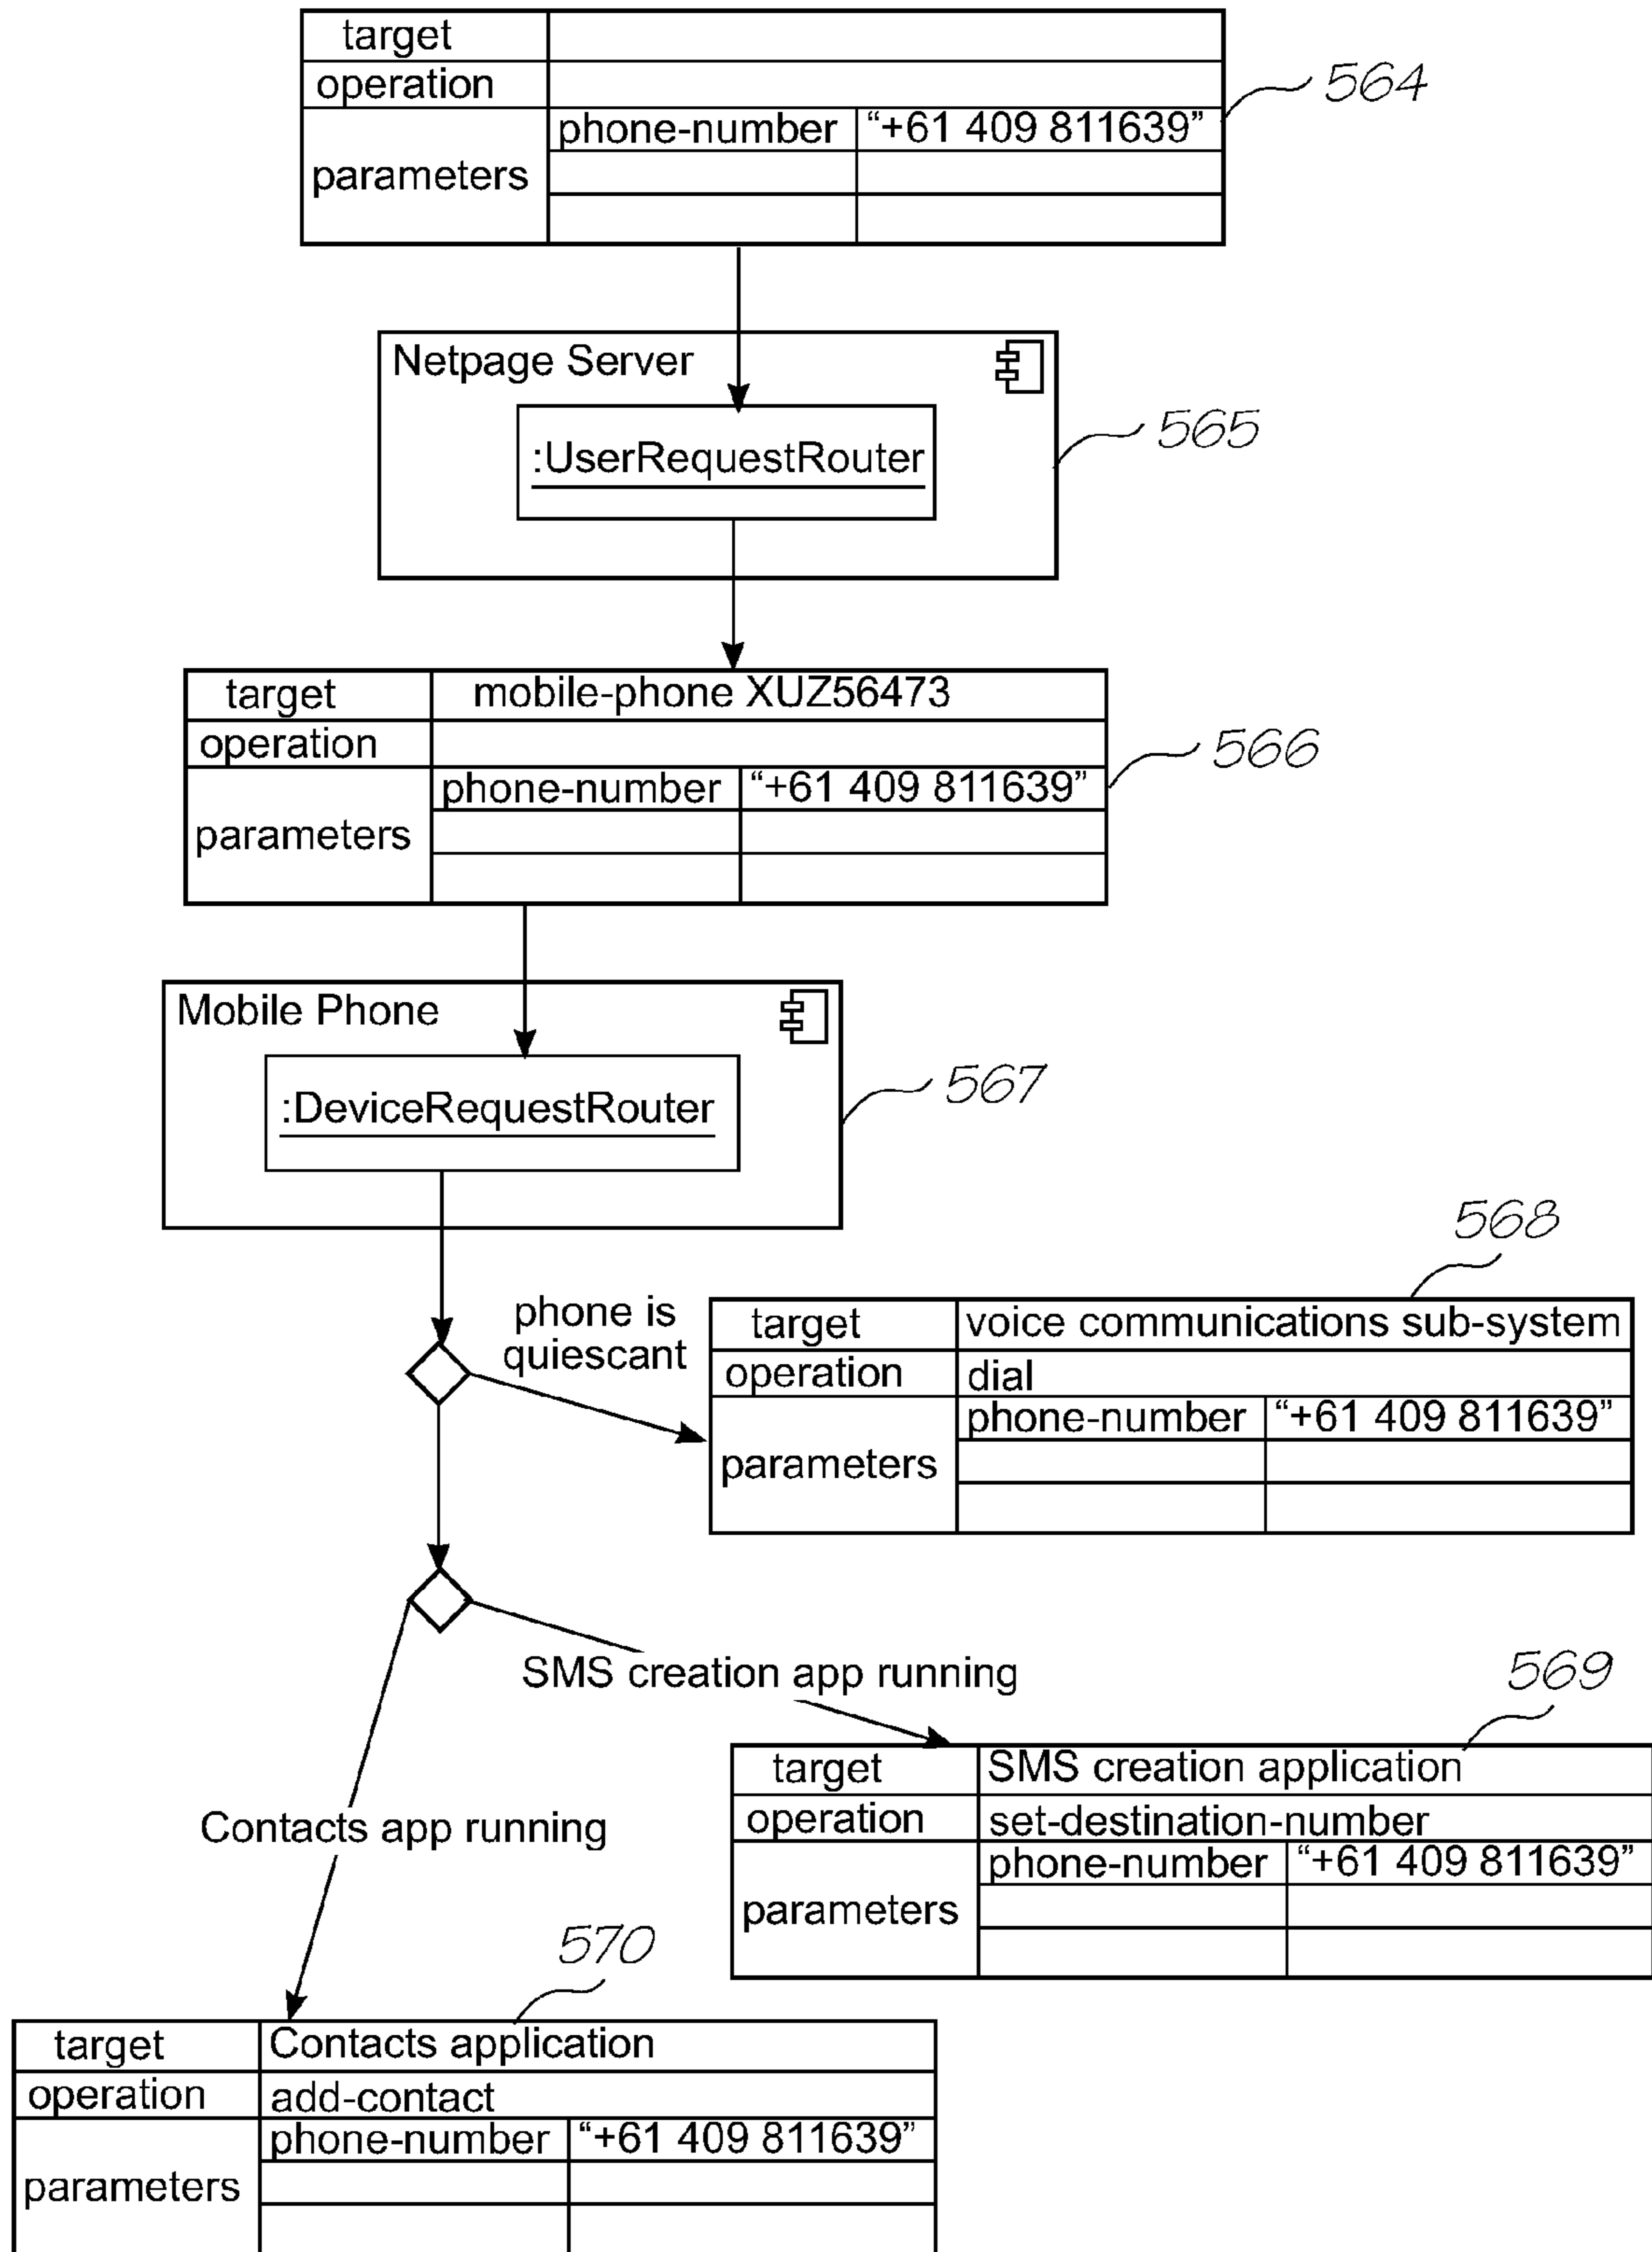 target
operation
564
phone-number “+61 409 811639”
parameters
Netpage Server
565
:UserRequestRouter
target mobile-phone XUZ56473
operation
566
phone-number “+61 409 811639”
parameters
Mobile Phone
567
:DeviceRequestRouter
568
phone is
quiescant
target voice communications sub-system
operation dial
phone-number “+61 409 811639”
parameters
SMS creation app running
569
target SMS creation application
operation set-destination-number
phone-number “+61 409 811639”
parameters
Contacts app running
570
target Contacts application
operation add-contact
phone-number “+61 409 811639”
parameters